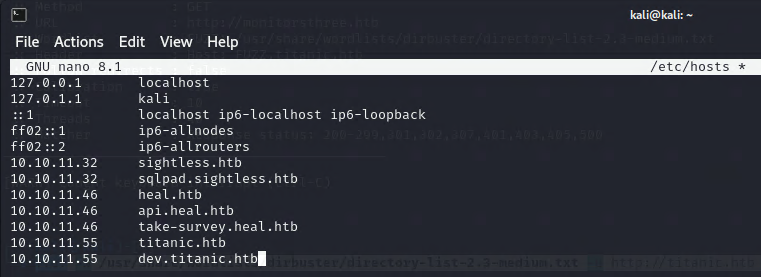 kali@kali: ~
File Actions Edit View Help
GNU nano 8.1 /etc/hosts *
127.0.0.1 localhost
127.0.1.1 kali
::1 localhost ip6-localhost ip6-loopback
ff02::1 ip6-allnodes
ff02::2 ip6-allrouters
10.10.11.32 sightless.htb
10.10.11.32 sqlpad.sightless.htb
10.10.11.46 heal.htb
10.10.11.46 api.heal.htb
10.10.11.46 take-survey.heal.htb
10.10.11.55 titanic.htb
10.10.11.55 dev.titanic.htb